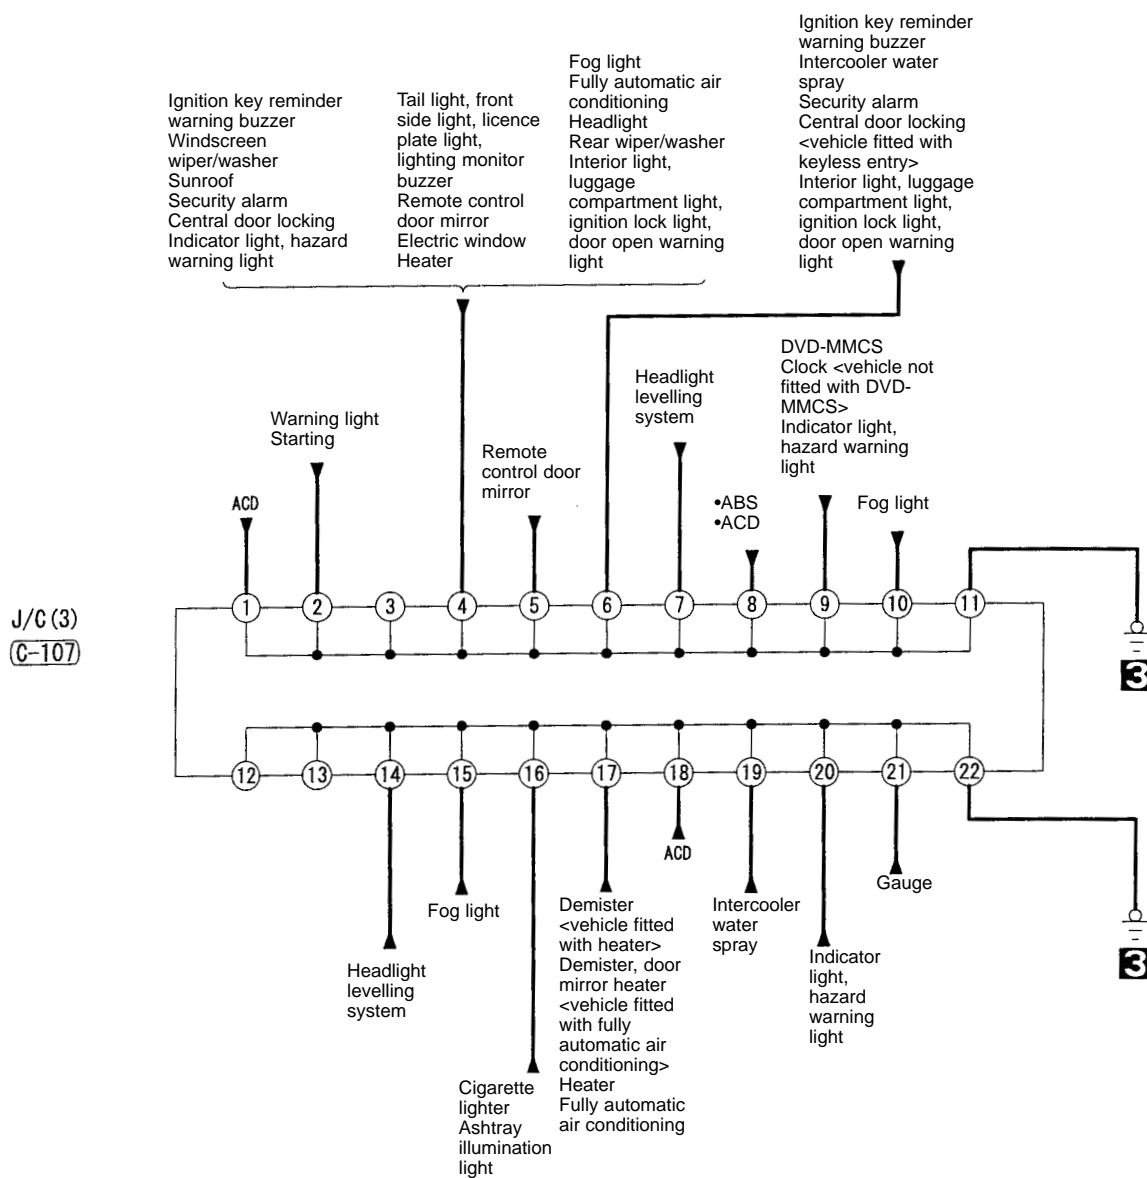 Ignition key reminder
warning buzzer
Windscreen
wiper/washer
Sunroof
Security alarm
Central door locking
Indicator light, hazard
warning light
Tail light, front
side light, licence
plate light,
lighting monitor
buzzer
Remote control
door mirror
Electric window
Heater
Fog light
Fully automatic air
conditioning
Headlight
Rear wiper/washer
Interior light,
luggage
compartment light,
ignition lock light,
door open warning
light
Ignition key reminder
warning buzzer
Intercooler water
spray
Security alarm
Central door locking
<vehicle fitted with
keyless entry>
Interior light, luggage
compartment light,
ignition lock light,
door open warning
light
ACD
Warning light
Starting
Remote
control door
mirror
Headlight
levelling
system
•ABS
•ACD
DVD-MMCS
Clock <vehicle not
fitted with DVD-
MMCS>
Indicator light,
hazard warning
light
Fog light
J/C (3)
C-107
1 2 3 4 5 6 7 8 9 10 11
3
12 13 14 15 16 17 18 19 20 21 22
3
Headlight
levelling
system
Fog light
Cigarette
lighter
Ashtray
illumination
light
Demister
<vehicle fitted
with heater>
Demister, door
mirror heater
<vehicle fitted
with fully
automatic air
conditioning>
Heater
Fully automatic
air conditioning
ACD
Intercooler
water
spray
Indicator
light,
hazard
warning
light
Gauge